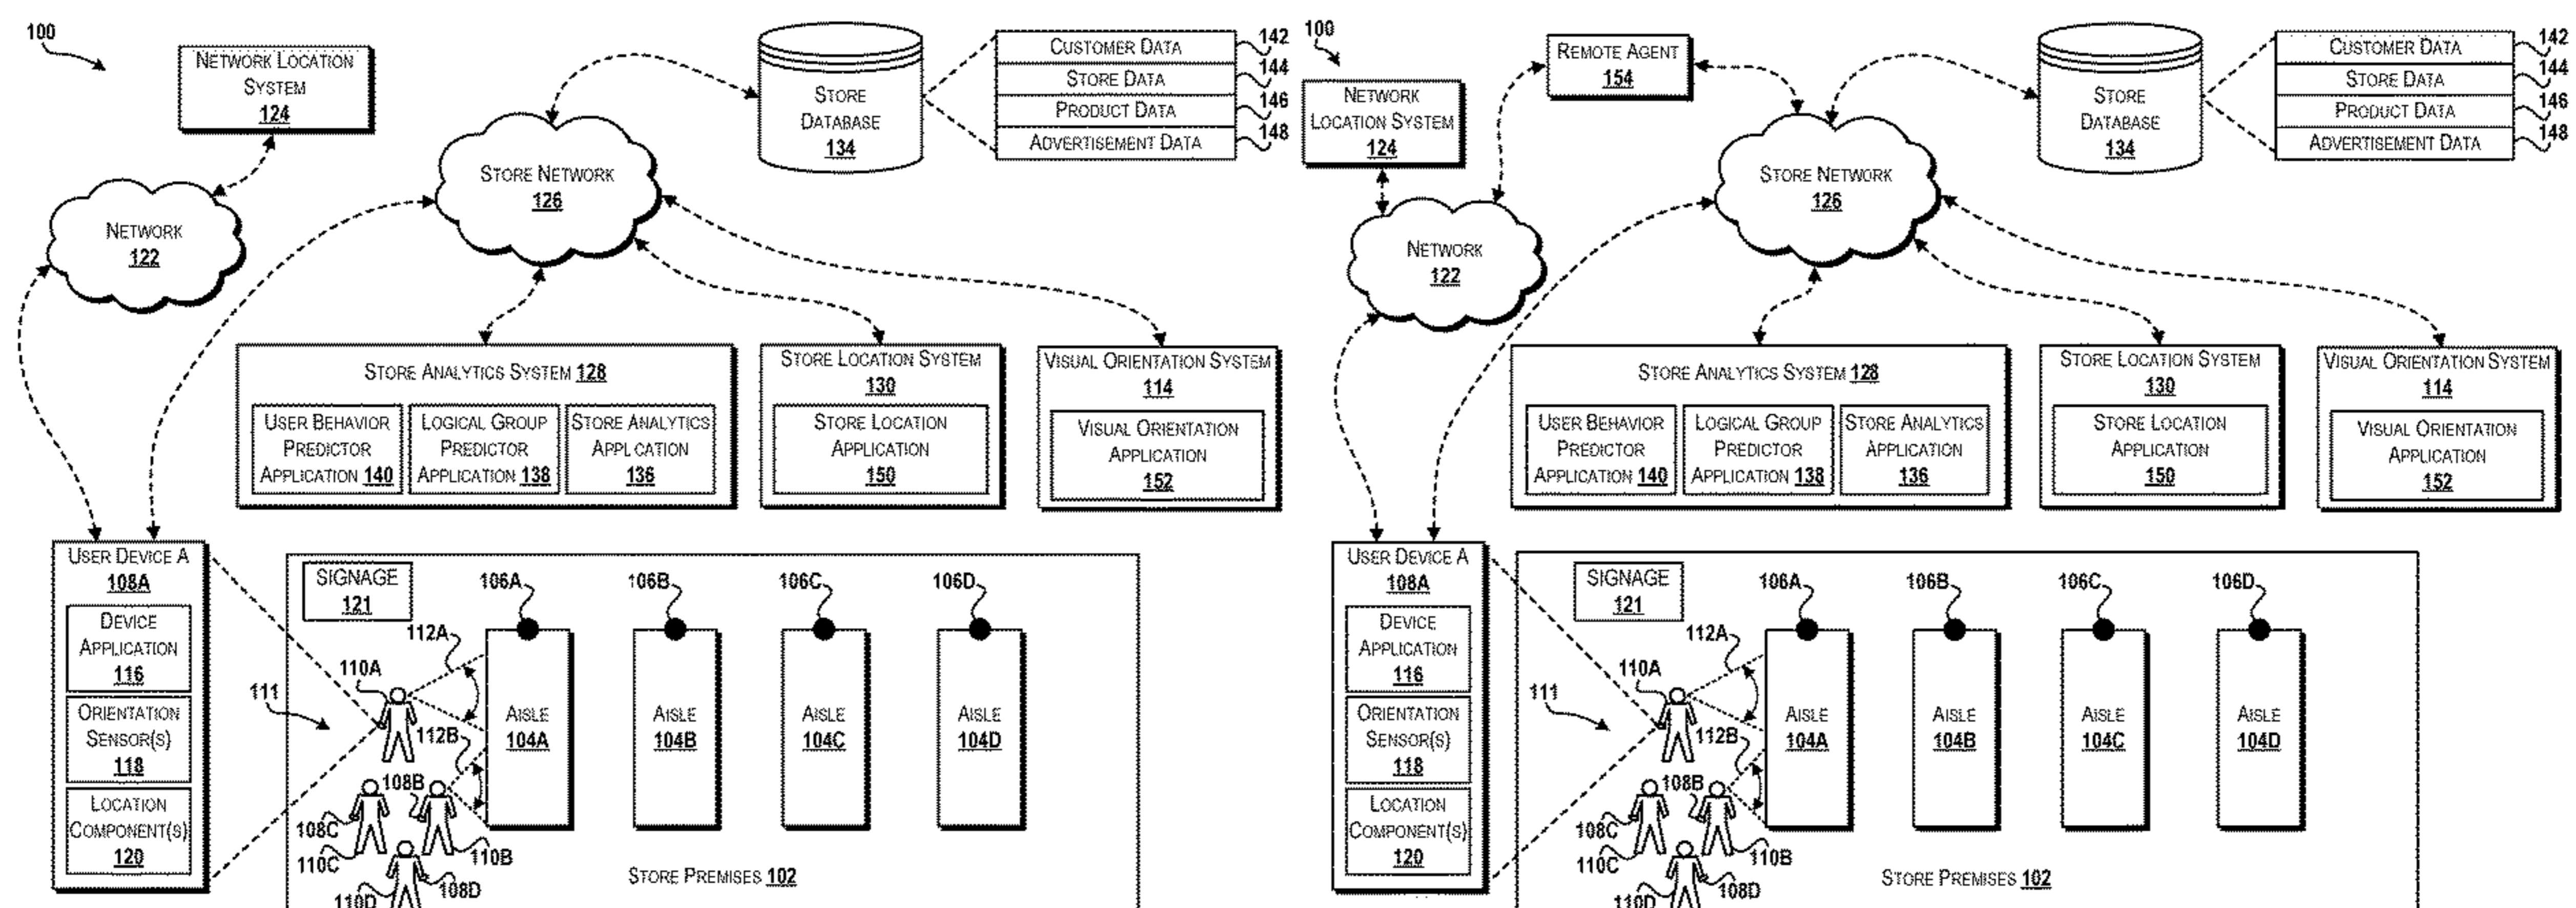 100
NETWORK LOCATION
SYSTEM
124
NETWORK
122
STORE NETWORK
126
STORE
DATABASE
134
CUSTOMER DATA
142
STORE DATA
144
PRODUCT DATA
146
ADVERTISEMENT DATA
148
STORE ANALYTICS SYSTEM 128
USER BEHAVIOR
PREDICTOR
APPLICATION 140
LOGICAL GROUP
PREDICTOR
APPLICATION 138
STORE ANALYTICS
APPLICATION
136
STORE LOCATION SYSTEM
130
STORE LOCATION
APPLICATION
150
VISUAL ORIENTATION SYSTEM
114
VISUAL ORIENTATION
APPLICATION
152
USER DEVICE A
108A
DEVICE
APPLICATION
116
ORIENTATION
SENSOR(S)
118
LOCATION
COMPONENT(S)
120
SIGNAGE
121
106A
106B
106C
106D
112A
110A
111
112B
AISLE
104A
AISLE
104B
AISLE
104C
AISLE
104D
108B
108C
110C
110B
108D
110D
STORE PREMISES 102
100
NETWORK
LOCATION SYSTEM
124
REMOTE AGENT
154
NETWORK
122
STORE NETWORK
126
STORE
DATABASE
134
CUSTOMER DATA
142
STORE DATA
144
PRODUCT DATA
146
ADVERTISEMENT DATA
148
STORE ANALYTICS SYSTEM 128
USER BEHAVIOR
PREDICTOR
APPLICATION 140
LOGICAL GROUP
PREDICTOR
APPLICATION 138
STORE ANALYTICS
APPLICATION
136
STORE LOCATION SYSTEM
130
STORE LOCATION
APPLICATION
150
VISUAL ORIENTATION SYSTEM
114
VISUAL ORIENTATION
APPLICATION
152
USER DEVICE A
108A
DEVICE
APPLICATION
116
ORIENTATION
SENSOR(S)
118
LOCATION
COMPONENT(S)
120
SIGNAGE
121
106A
106B
106C
106D
112A
110A
111
112B
AISLE
104A
AISLE
104B
AISLE
104C
AISLE
104D
108B
108C
110C
110B
108D
110D
STORE PREMISES 102